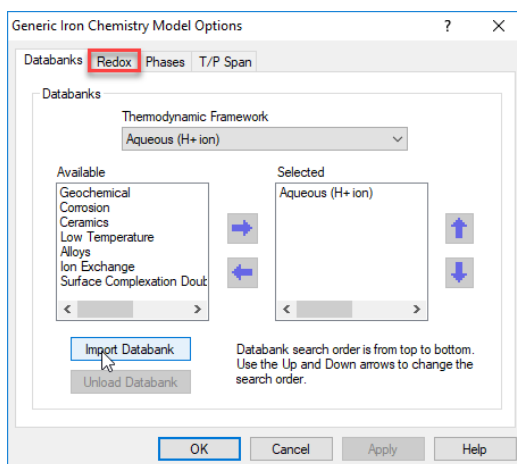 Generic Iron Chemistry Model Options ? ×
Databanks Redox Phases T/P Span
Databanks
Thermodynamic Framework
Aqueous (H+ ion)
Available
Geochemical
Corrosion
Ceramics
Low Temperature
Alloys
Ion Exchange
Surface Complexation Doub
Selected
Aqueous (H+ ion)
Import Databank
Unload Databank
Databank search order is from top to bottom.
Use the Up and Down arrows to change the
search order.
OK Cancel Apply Help